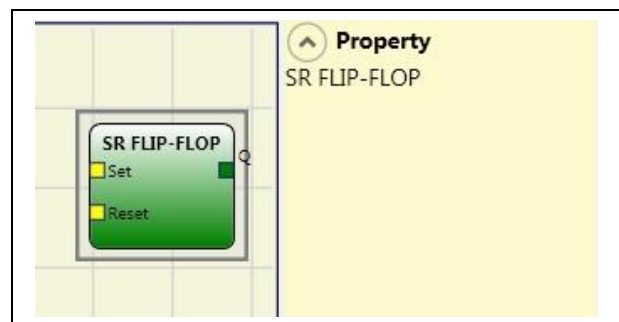 Property
SR FLIP-FLOP
SR FLIP-FLOP
Q
Set
Reset